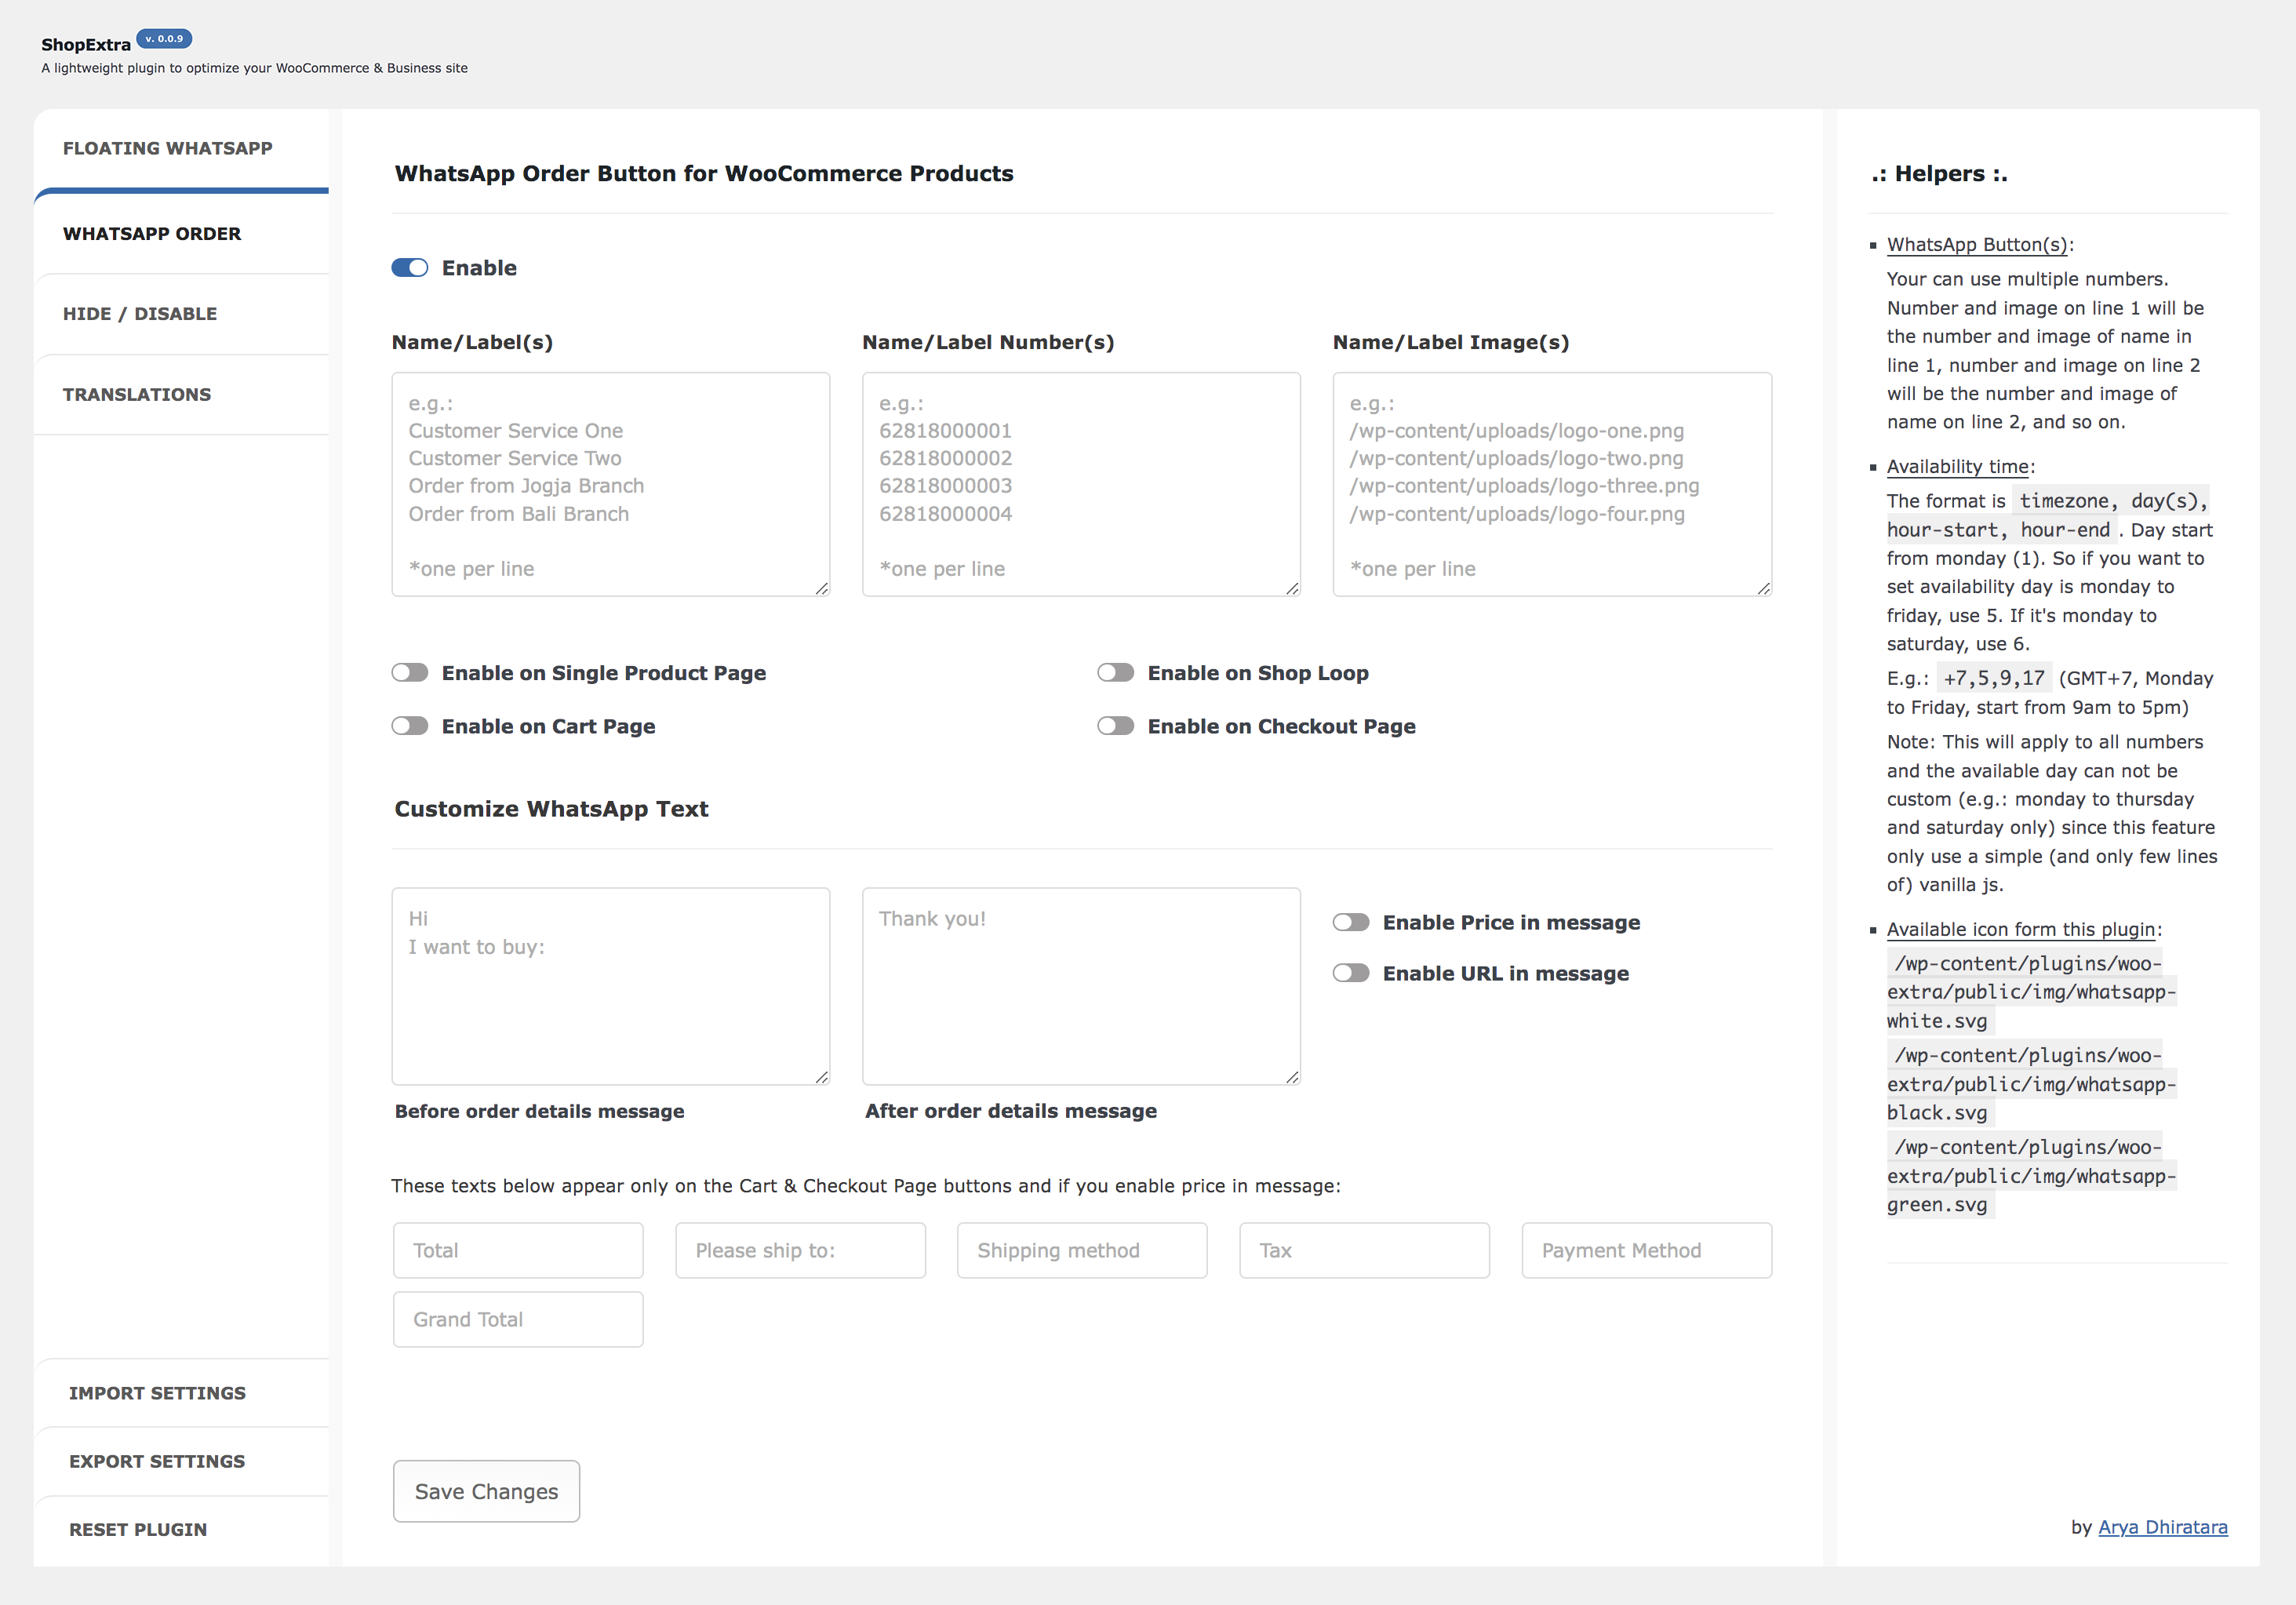 ShopExtra v. 0.0.9
A lightweight plugin to optimize your WooCommerce & Business site
FLOATING WHATSAPP
WHATSAPP ORDER
HIDE / DISABLE
TRANSLATIONS
IMPORT SETTINGS
EXPORT SETTINGS
RESET PLUGIN
WhatsApp Order Button for WooCommerce Products
Enable
Name/Label(s)
e.g.:
Customer Service One
Customer Service Two
Order from Jogja Branch
Order from Bali Branch
*one per line
Name/Label Number(s)
e.g.:
62818000001
62818000002
62818000003
62818000004
*one per line
Name/Label Image(s)
e.g.:
/wp-content/uploads/logo-one.png
/wp-content/uploads/logo-two.png
/wp-content/uploads/logo-three.png
/wp-content/uploads/logo-four.png
*one per line
Enable on Single Product Page
Enable on Shop Loop
Enable on Cart Page
Enable on Checkout Page
Customize WhatsApp Text
Hi
I want to buy:
Before order details message
Thank you!
After order details message
Enable Price in message
Enable URL in message
These texts below appear only on the Cart & Checkout Page buttons and if you enable price in message:
Total
Please ship to:
Shipping method
Tax
Payment Method
Grand Total
Save Changes
.: Helpers :.
WhatsApp Button(s):
Your can use multiple numbers.
Number and image on line 1 will be
the number and image of name in
line 1, number and image on line 2
will be the number and image of
name on line 2, and so on.
Availability time:
The format is timezone, day(s),
hour-start, hour-end . Day start
from monday (1). So if you want to
set availability day is monday to
friday, use 5. If it's monday to
saturday, use 6.
E.g.: +7,5,9,17 (GMT+7, Monday
to Friday, start from 9am to 5pm)
Note: This will apply to all numbers
and the available day can not be
custom (e.g.: monday to thursday
and saturday only) since this feature
only use a simple (and only few lines
of) vanilla js.
Available icon form this plugin:
/wp-content/plugins/woo-
extra/public/img/whatsapp-
white.svg
/wp-content/plugins/woo-
extra/public/img/whatsapp-
black.svg
/wp-content/plugins/woo-
extra/public/img/whatsapp-
green.svg
by Arya Dhiratara